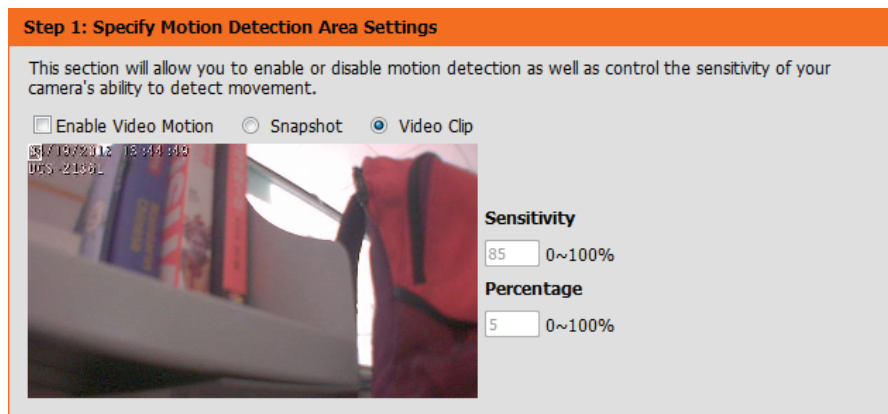 Step 1: Specify Motion Detection Area Settings
This section will allow you to enable or disable motion detection as well as control the sensitivity of your
camera's ability to detect movement.
Enable Video Motion Snapshot Video Clip
Sensitivity
85 0~100%
Percentage
5 0~100%